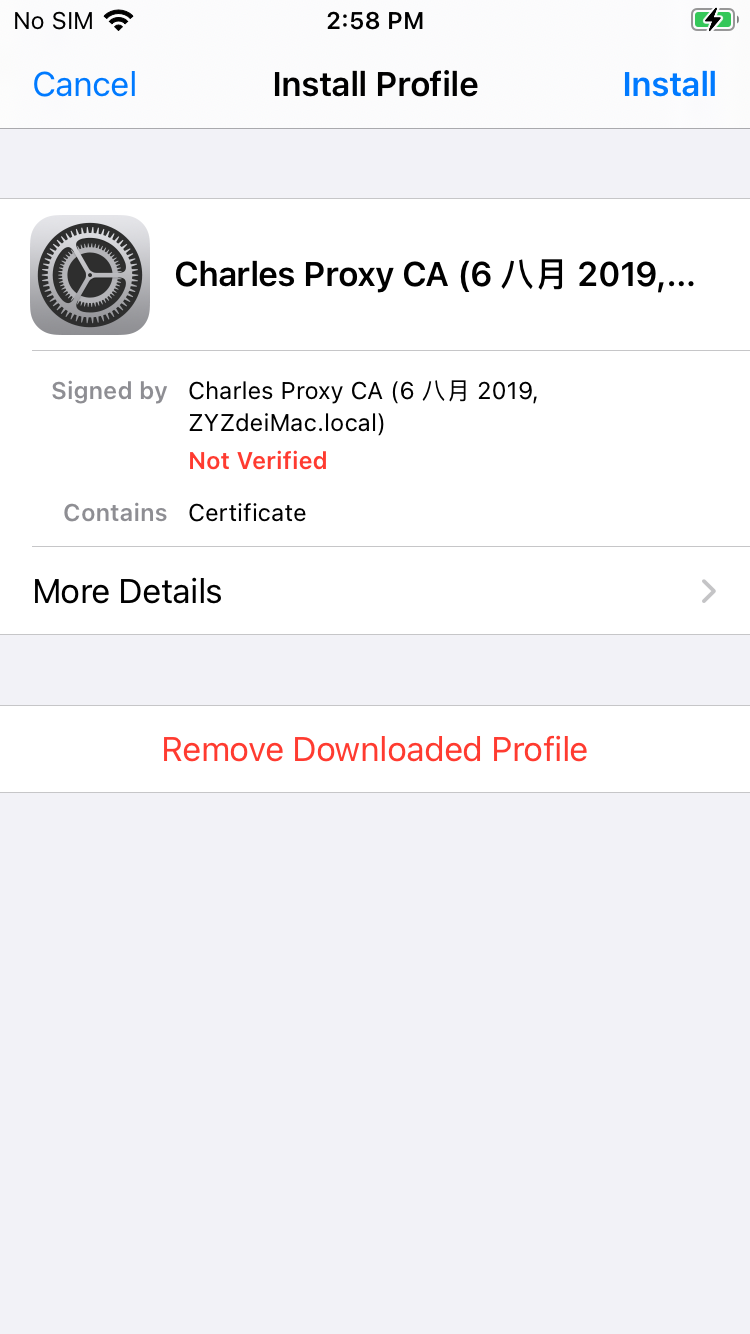 No SIM 2:58 PM
Cancel Install Profile Install
Charles Proxy CA (6 八月 2019,...
Signed by Charles Proxy CA (6 八月 2019,
ZYZdeiMac.local)
Not Verified
Contains Certificate
More Details
Remove Downloaded Profile